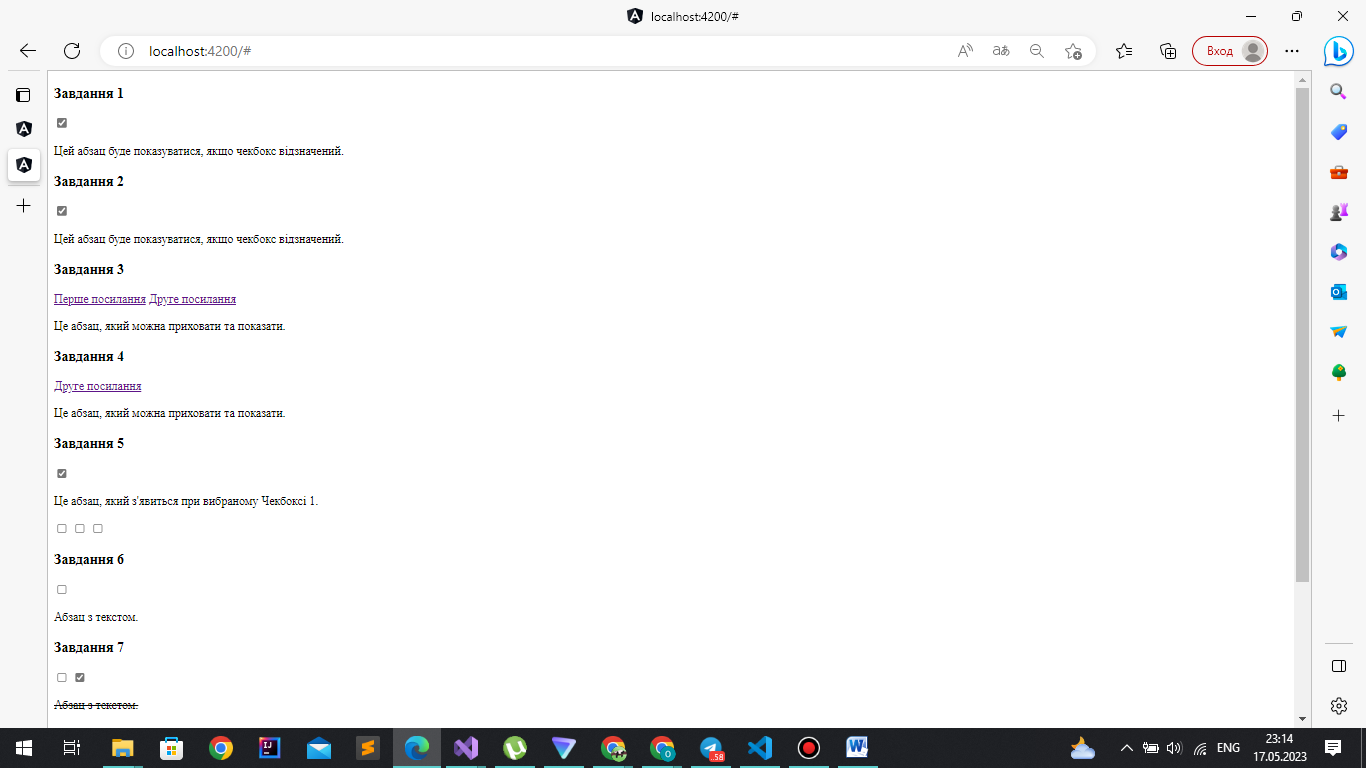 localhost:4200/#
localhost:4200/#
Вход
Завдання 1
Цей абзац буде показуватися, якщо чекбокс відзначений.
Завдання 2
Цей абзац буде показуватися, якщо чекбокс відзначений.
Завдання 3
Перше посилання Друге посилання
Це абзац, який можна приховати та показати.
Завдання 4
Друге посилання
Це абзац, який можна приховати та показати.
Завдання 5
Це абзац, який з'явиться при вибраному Чекбоксі 1.
Завдання 6
Абзац з текстом.
Завдання 7
Абзац з текстом.
58
ENG
23:14
17.05.2023